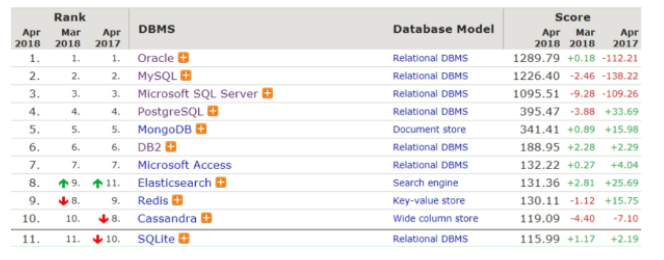 Rank Score
Apr 2018 Mar 2018 Apr 2017 DBMS Database Model Apr 2018 Mar 2018 Apr 2017
1. 1. 1. Oracle Relational DBMS 1289.79 +0.18 -112.21
2. 2. 2. MySQL Relational DBMS 1226.40 -2.46 -138.22
3. 3. 3. Microsoft SQL Server Relational DBMS 1095.51 -9.28 -109.26
4. 4. 4. PostgreSQL Relational DBMS 395.47 -3.88 +33.69
5. 5. 5. MongoDB Document store 341.41 +0.89 +15.98
6. 6. 6. DB2 Relational DBMS 188.95 +2.28 +2.29
7. 7. 7. Microsoft Access Relational DBMS 132.22 +0.27 +4.04
8. 9. 11. Elasticsearch Search engine 131.36 +2.81 +25.69
9. 8. 9. Redis Key-value store 130.11 -1.12 +15.75
10. 10. 8. Cassandra Wide column store 119.09 -4.40 -7.10
11. 11. 10. SQLite Relational DBMS 115.99 +1.17 +2.19